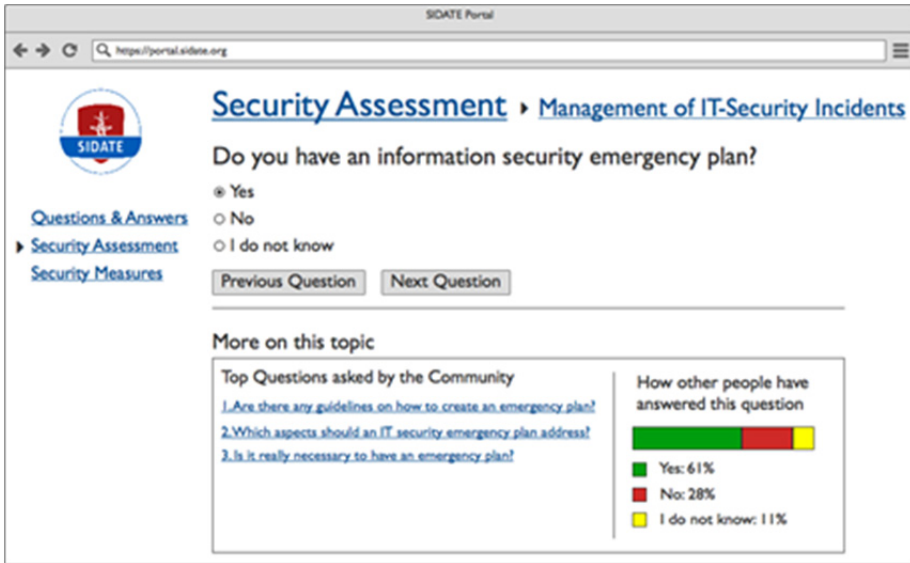 SIDATE Portal
https://portal.sidate.org
SIDATE
Security Assessment ▸ Management of IT-Security Incidents
Do you have an information security emergency plan?
Yes
No
I do not know
Questions & Answers
Security Assessment
Security Measures
Previous Question Next Question
More on this topic
Top Questions asked by the Community
1.Are there any guidelines on how to create an emergency plan?
2.Which aspects should an IT security emergency plan address?
3.Is it really necessary to have an emergency plan?
How other people have
answered this question
Yes: 61%
No: 28%
I do not know: 11%